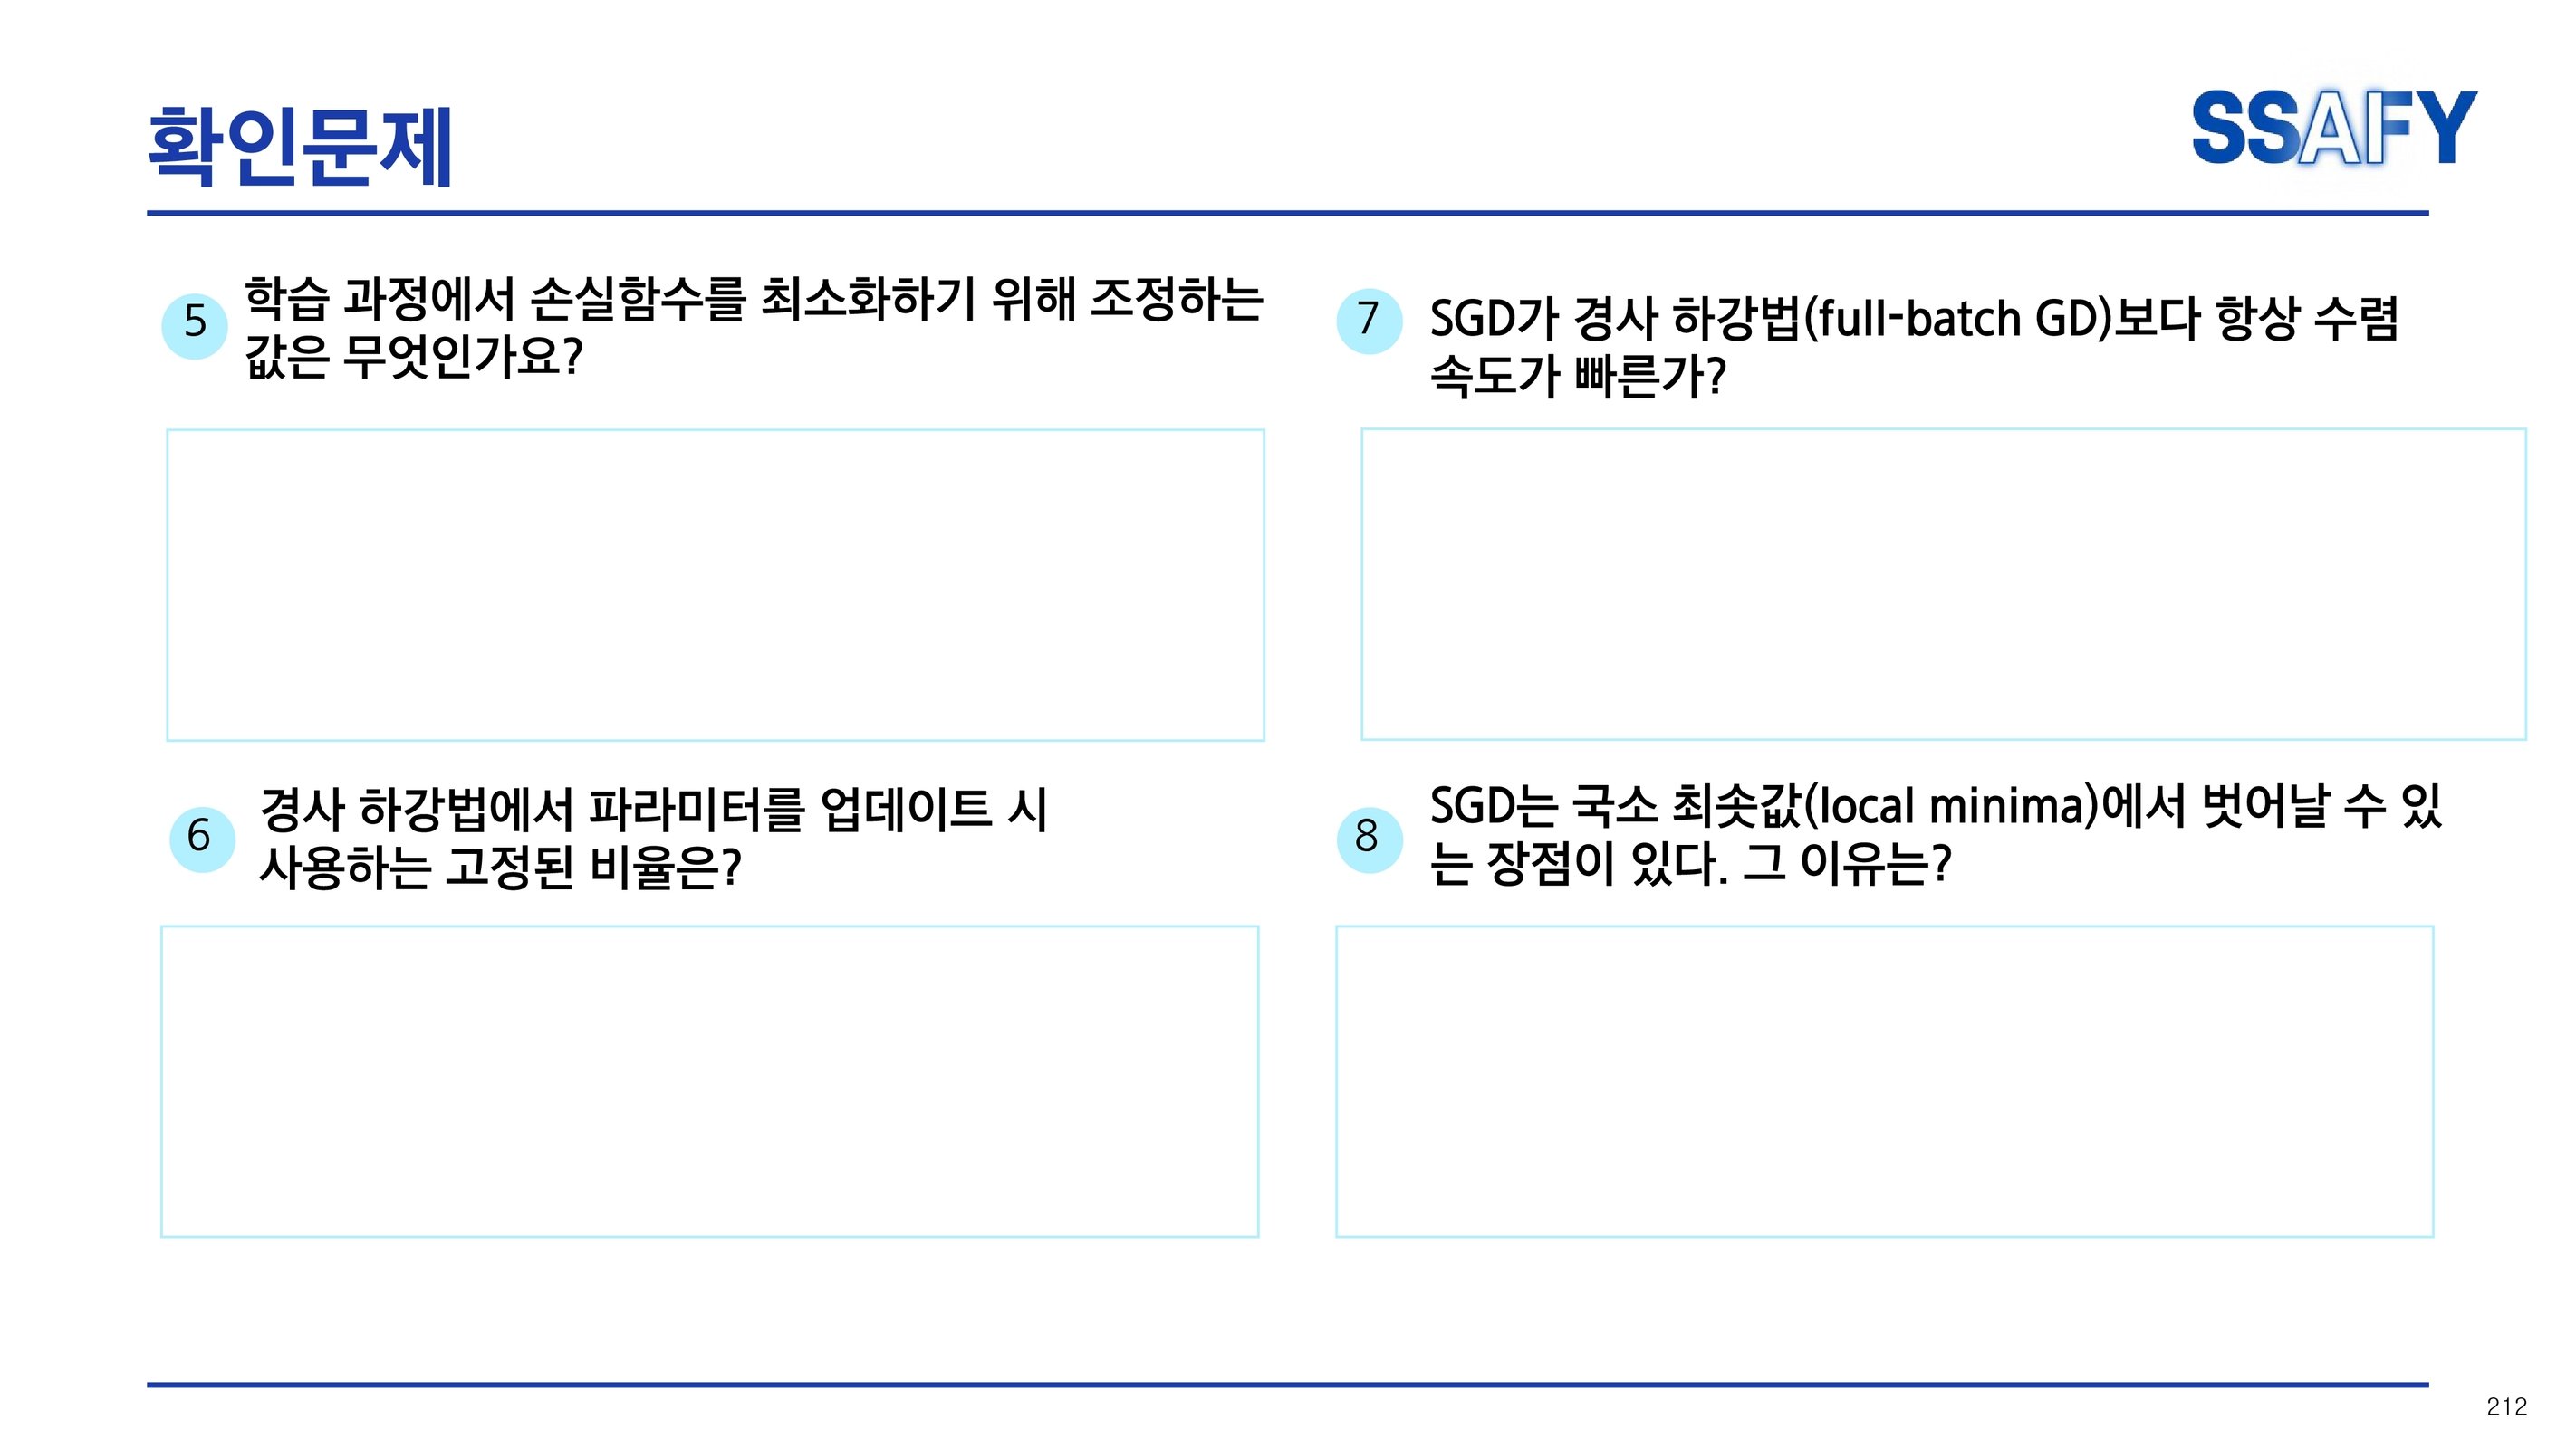 확인문제
SSAFY
5
학습 과정에서 손실함수를 최소화하기 위해 조정하는
값은 무엇인가요?
6
경사 하강법에서 파라미터를 업데이트 시
사용하는 고정된 비율은?
7
SGD가 경사 하강법(full-batch GD)보다 항상 수렴
속도가 빠른가?
8
SGD는 국소 최솟값(local minima)에서 벗어날 수 있
는 장점이 있다. 그 이유는?
212